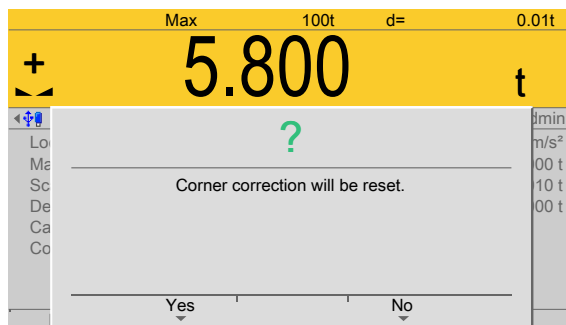 Max 100t d= 0.01t
+ 5.800 t
?
Corner correction will be reset.
Yes No